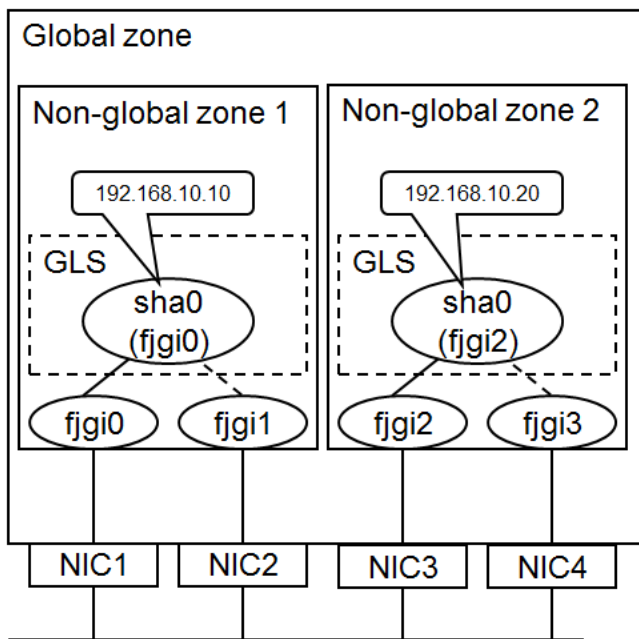 Global zone
Non-global zone 1
Non-global zone 2
192.168.10.10
192.168.10.20
GLS
GLS
sha0
(fjgi0)
sha0
(fjgi2)
fjgi0
fjgi1
fjgi2
fjgi3
NIC1
NIC2
NIC3
NIC4